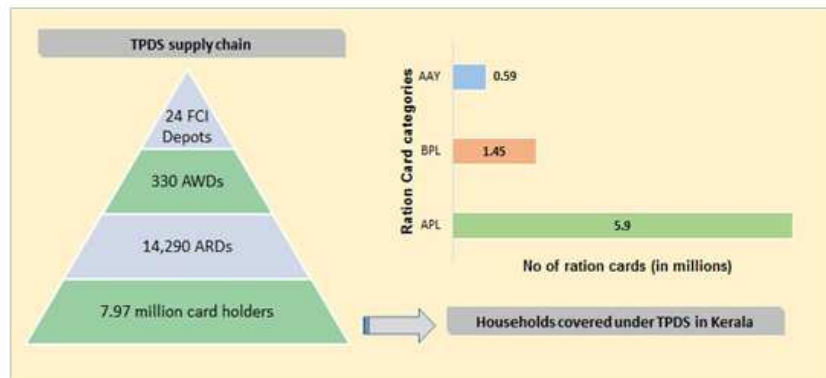 TPDS supply chain
24 FCI
Depots
330 AWDs
14,290 ARDs
7.97 million card holders
Ration Card categories
AAY
0.59
BPL
1.45
APL
5.9
No of ration cards (in millions)
Households covered under TPDS in Kerala